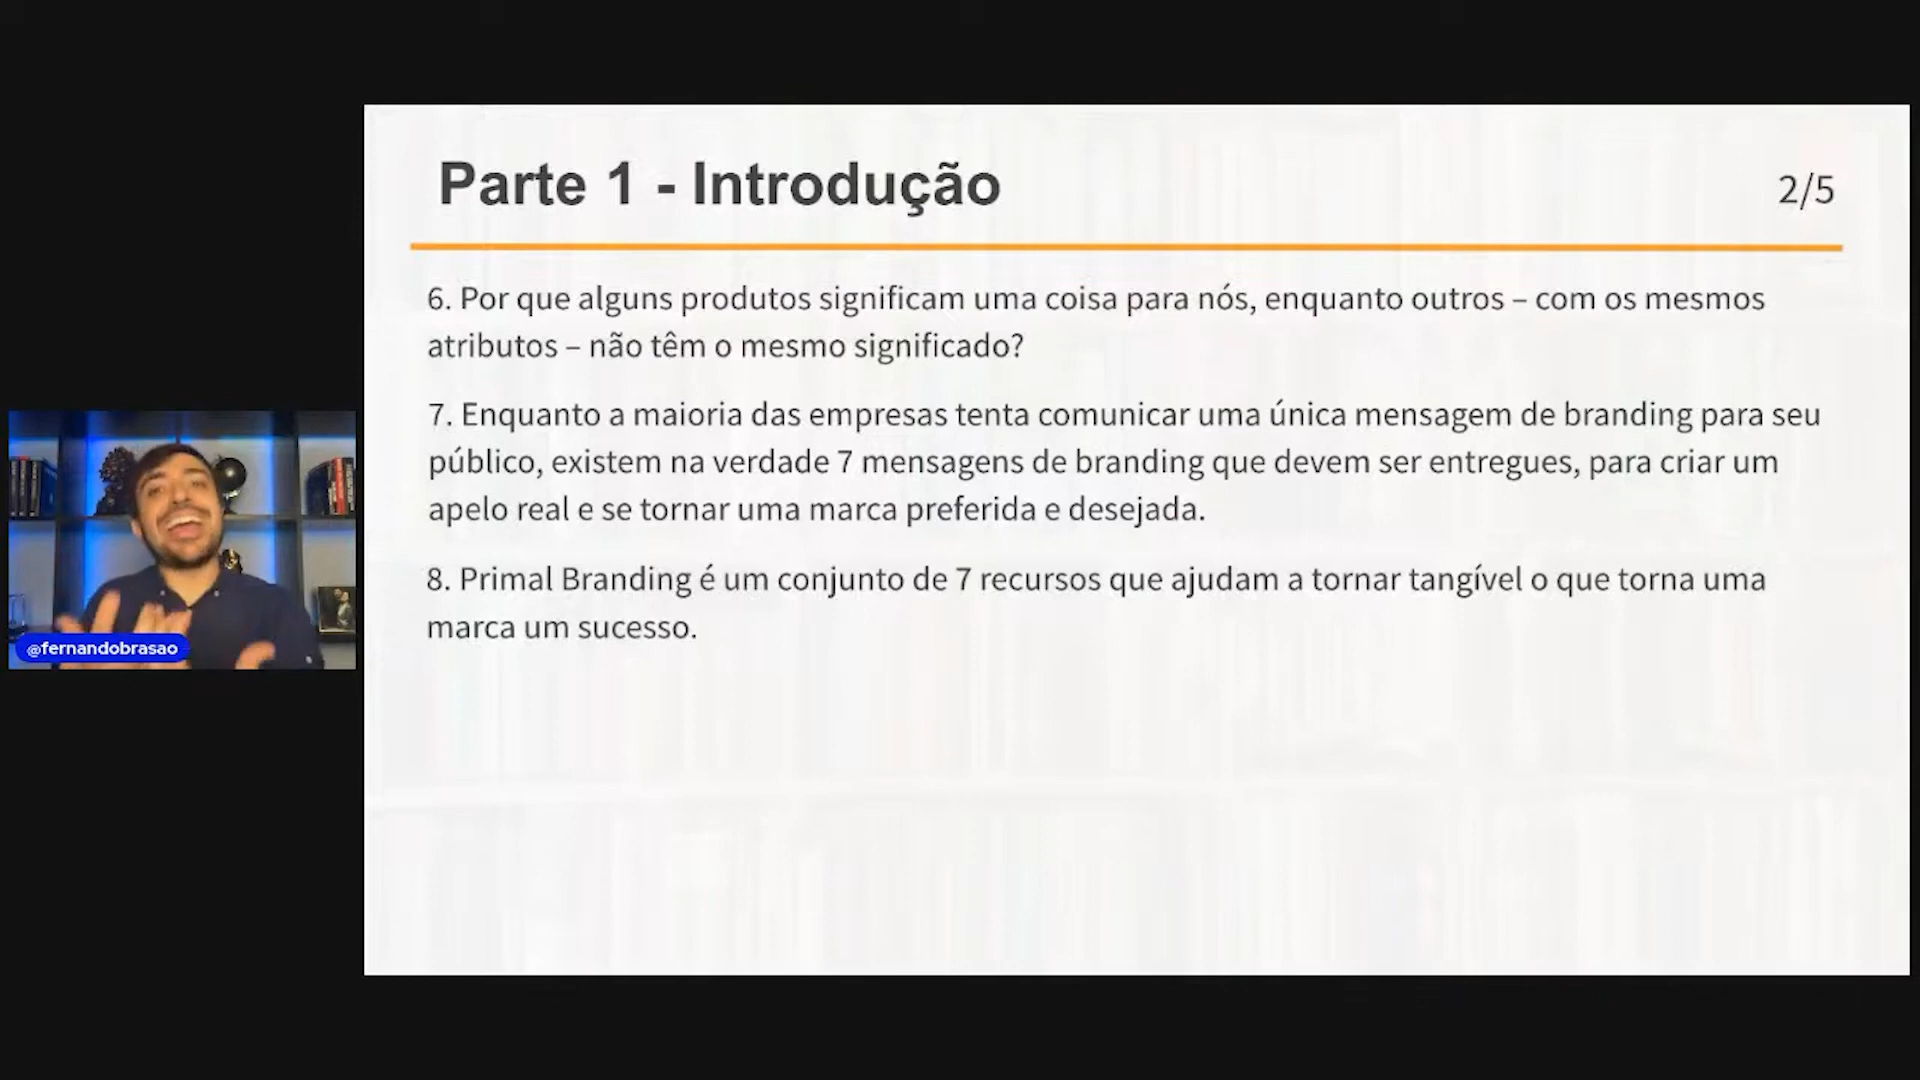 Parte 1 - Introdução
2/5
6. Por que alguns produtos significam uma coisa para nós, enquanto outros – com os mesmos
atributos – não têm o mesmo significado?
7. Enquanto a maioria das empresas tenta comunicar uma única mensagem de branding para seu
público, existem na verdade 7 mensagens de branding que devem ser entregues, para criar um
apelo real e se tornar uma marca preferida e desejada.
8. Primal Branding é um conjunto de 7 recursos que ajudam a tornar tangível o que torna uma
marca um sucesso.
@fernandobrasao